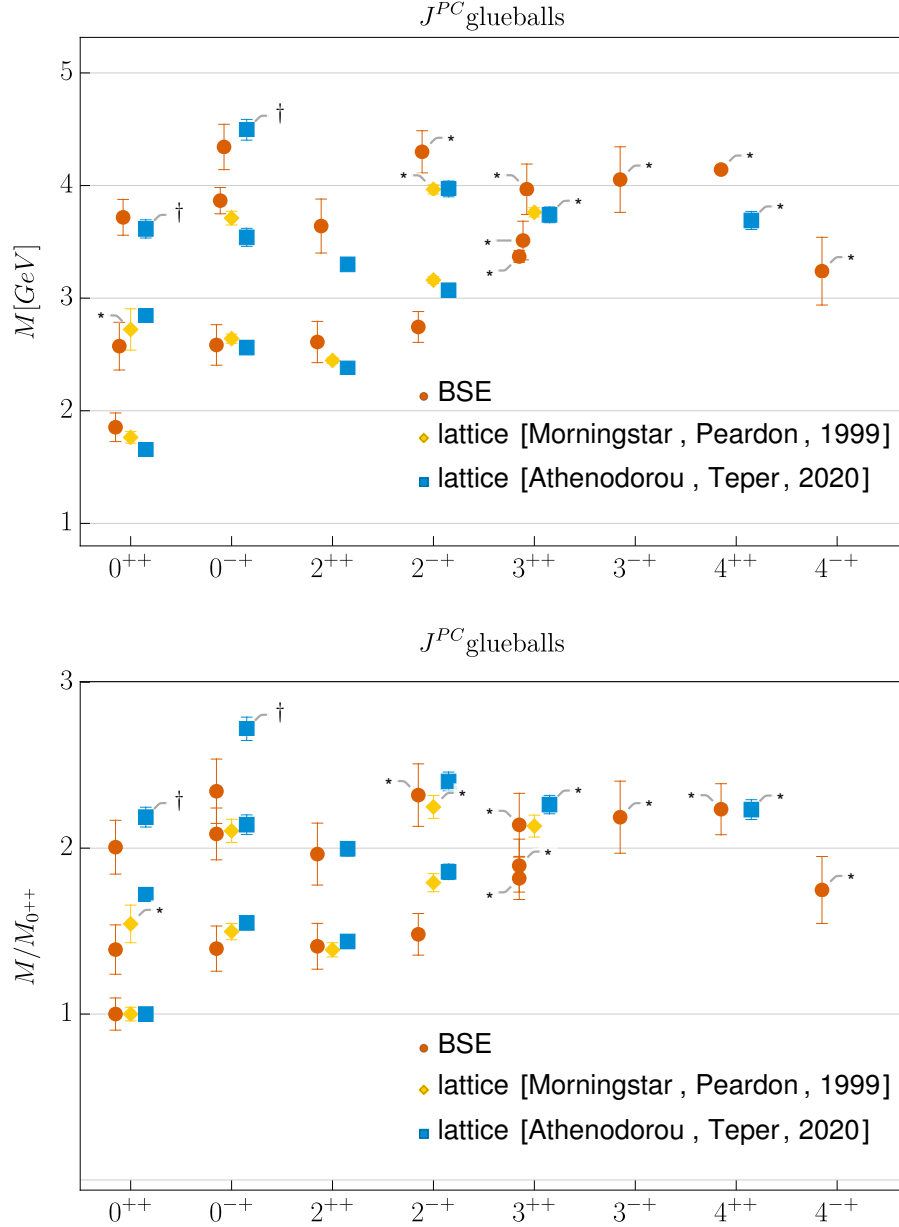 J^{PC} glueballs
M[GeV]
5
4
3
2
1
†
†
*
*
*
*
*
*
*
*
*
*
*
BSE
lattice [Morningstar , Peardon , 1999]
lattice [Athenodorou , Teper , 2020]
0^{++} 0^{-+} 2^{++} 2^{-+} 3^{++} 3^{-+} 4^{++} 4^{-+}
J^{PC} glueballs
M/M_{0^{++}}
3
2
1
†
†
*
*
*
*
*
*
*
*
*
*
*
BSE
lattice [Morningstar , Peardon , 1999]
lattice [Athenodorou , Teper , 2020]
0^{++} 0^{-+} 2^{++} 2^{-+} 3^{++} 3^{-+} 4^{++} 4^{-+}